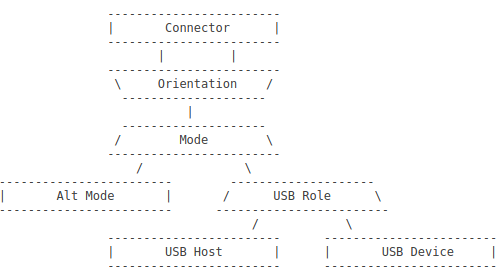 Connector
Orientation
Mode
Alt Mode USB Role
USB Host USB Device